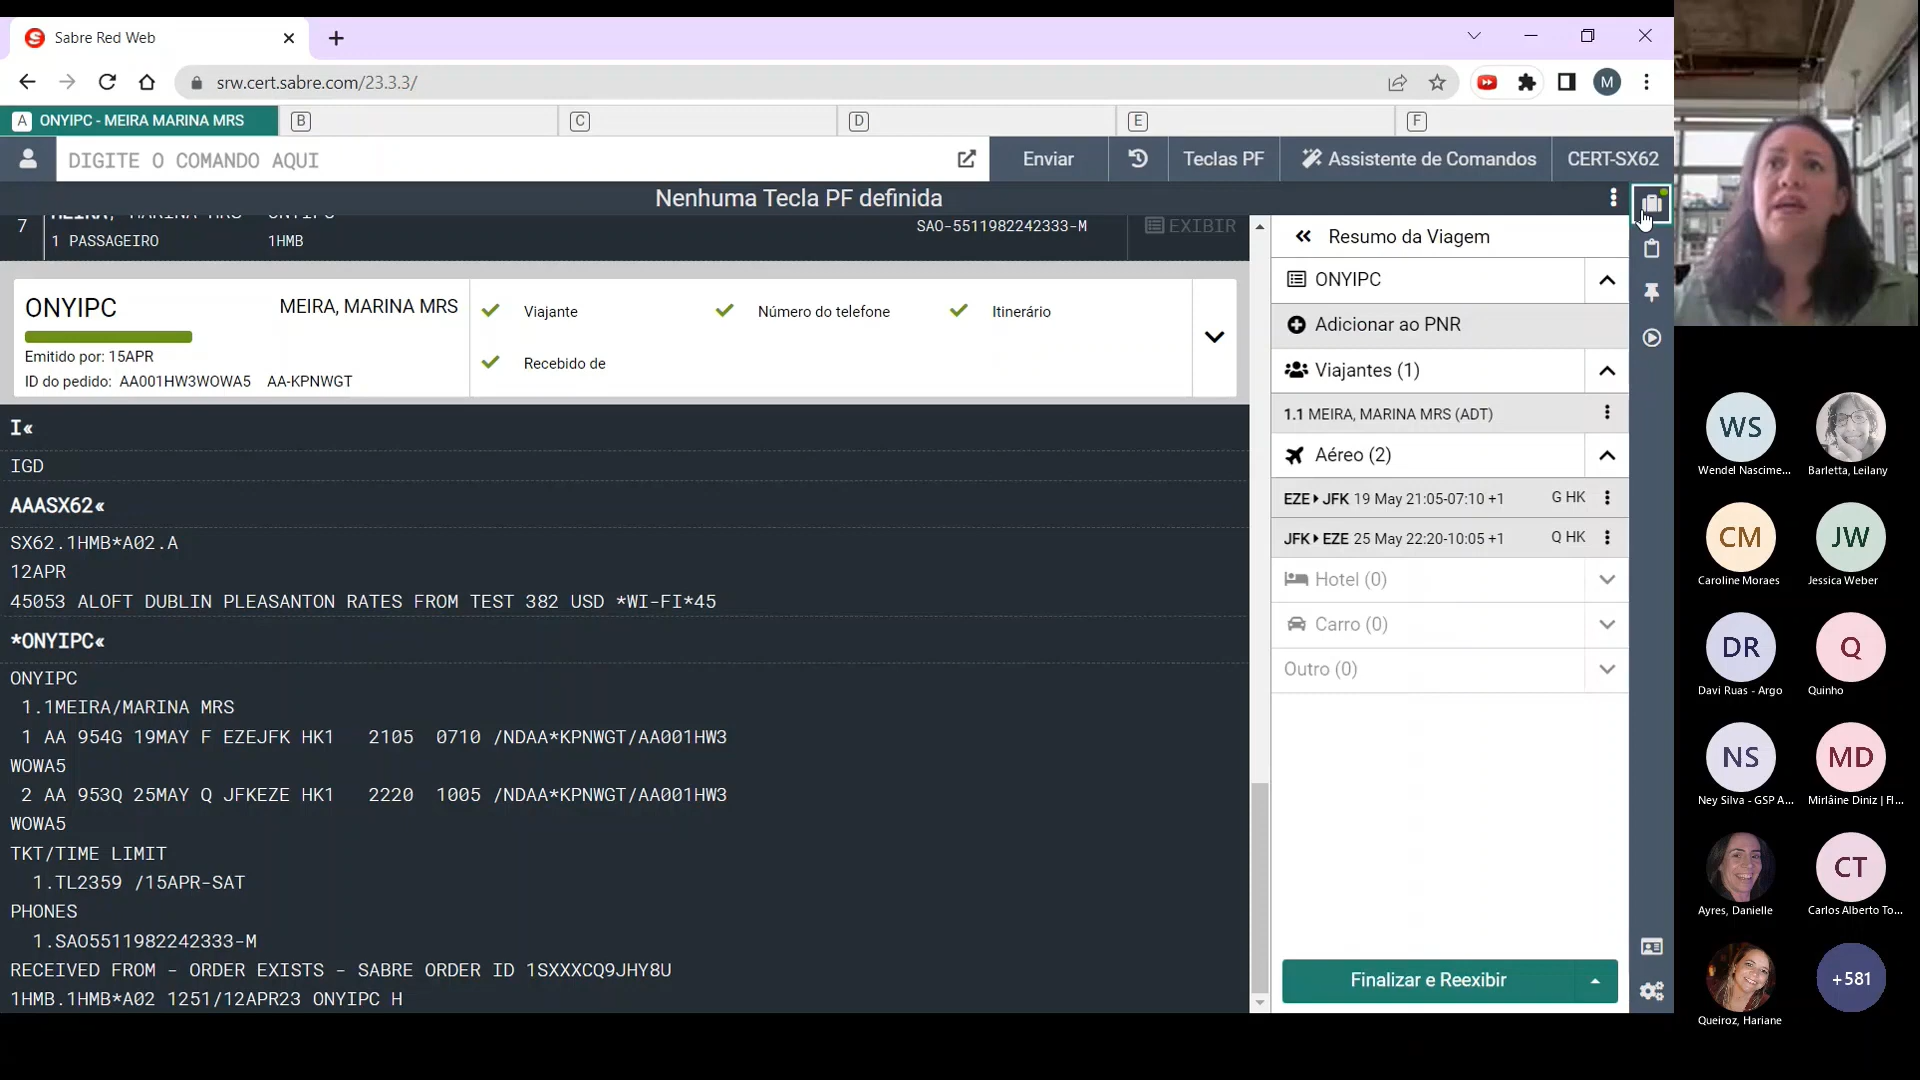 Sabre Red Web
srw.cert.sabre.com/23.3.3/
M
A ONYIPC - MEIRA MARINA MRS
B
C
D
E
F
DIGITE O COMANDO AQUI
Enviar
Teclas PF
Assistente de Comandos
CERT-SX62
Nenhuma Tecla PF definida
7
1 PASSAGEIRO 1HMB
SAO-5511982242333-M
EXIBIR
ONYIPC
MEIRA, MARINA MRS
Emitido por: 15APR
ID do pedido: AA001HW3WOWA5 AA-KPNWGT
Viajante
Número do telefone
Itinerário
Recebido de
I«
IGD
AAASX62«
SX62.1HMB*A02.A
12APR
45053 ALOFT DUBLIN PLEASANTON RATES FROM TEST 382 USD *WI-FI*45
*ONYIPC«
ONYIPC
1.1MEIRA/MARINA MRS
1 AA 954G 19MAY F EZEJFK HK1 2105 0710 /NDAA*KPNWGT/AA001HW3
WOWA5
2 AA 953Q 25MAY Q JFKEZE HK1 2220 1005 /NDAA*KPNWGT/AA001HW3
WOWA5
TKT/TIME LIMIT
1.TL2359 /15APR-SAT
PHONES
1.SAO5511982242333-M
RECEIVED FROM - ORDER EXISTS - SABRE ORDER ID 1SXXXCQ9JHY8U
1HMB.1HMB*A02 1251/12APR23 ONYIPC H
Resumo da Viagem
ONYIPC
Adicionar ao PNR
Viajantes (1)
1.1 MEIRA, MARINA MRS (ADT)
Aéreo (2)
EZE JFK 19 May 21:05-07:10 +1 G HK
JFK EZE 25 May 22:20-10:05 +1 Q HK
Hotel (0)
Carro (0)
Outro (0)
Finalizar e Reexibir
WS
Wendel Nascime...
Barletta, Leilany
CM
Caroline Moraes
JW
Jessica Weber
DR
Davi Ruas - Argo
Q
Quinho
NS
Ney Silva - GSP A...
MD
Mirláine Diniz | Fl...
Ayres, Danielle
CT
Carlos Alberto To...
Queiroz, Hariane
+581